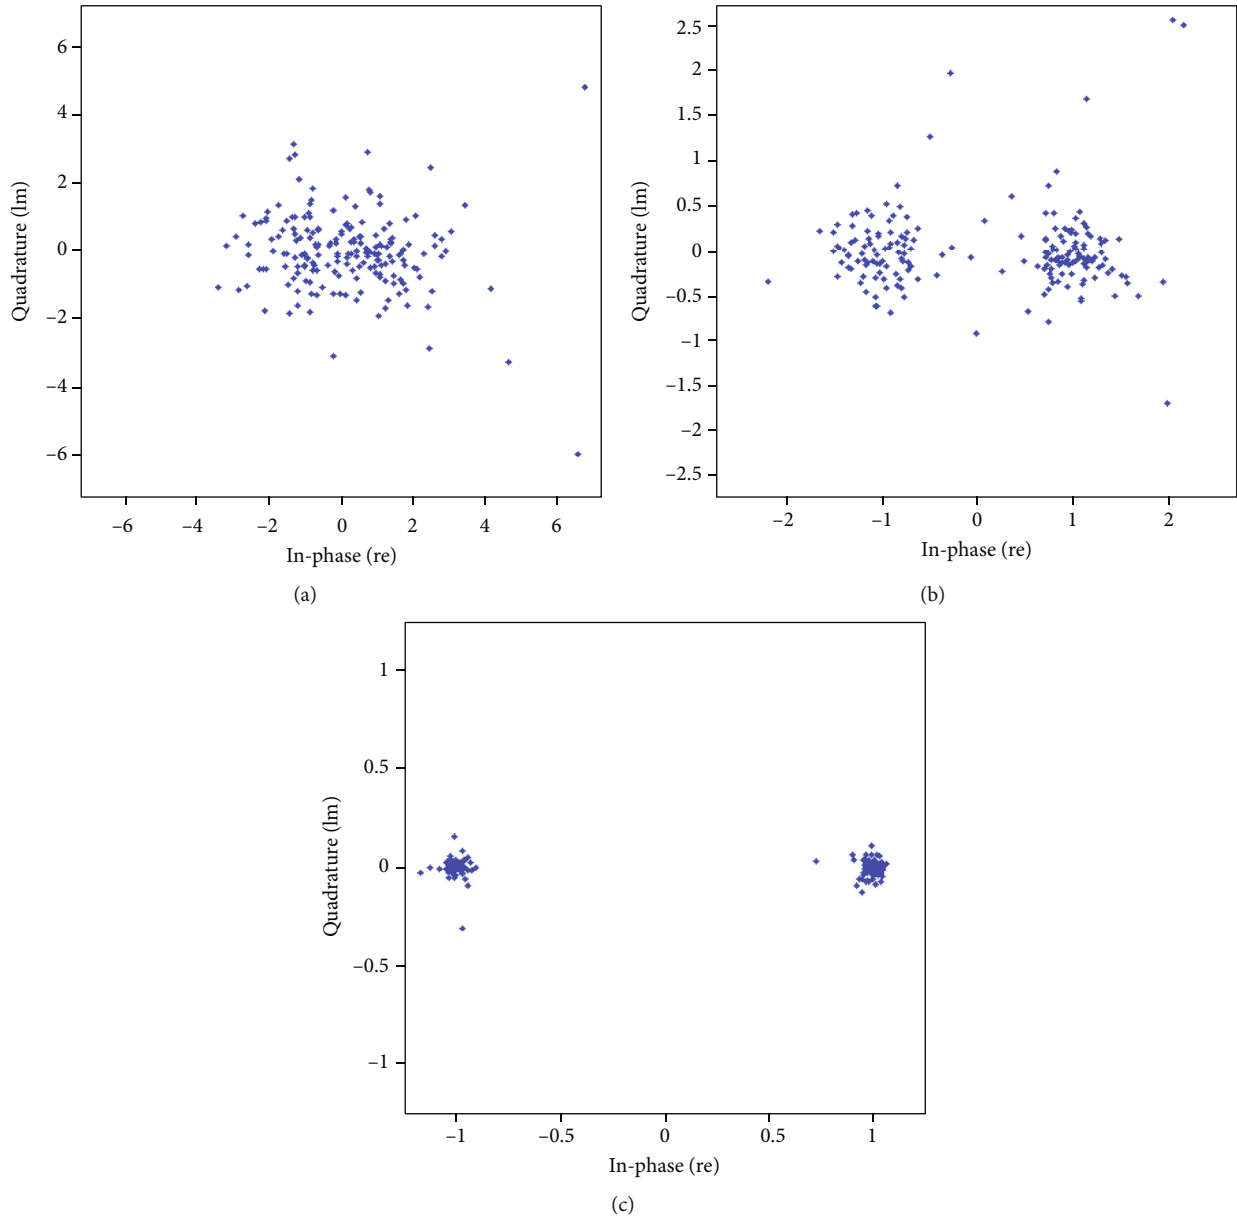 6
4
2
0
–2
–4
–6
Quadrature (lm)
–6 –4 –2 0 2 4 6
In-phase (re)
(a)
2.5
2
1.5
1
0.5
0
–0.5
–1
–1.5
–2
–2.5
Quadrature (lm)
–2 –1 0 1 2
In-phase (re)
(b)
1
0.5
0
–0.5
–1
Quadrature (lm)
–1 –0.5 0 0.5 1
In-phase (re)
(c)